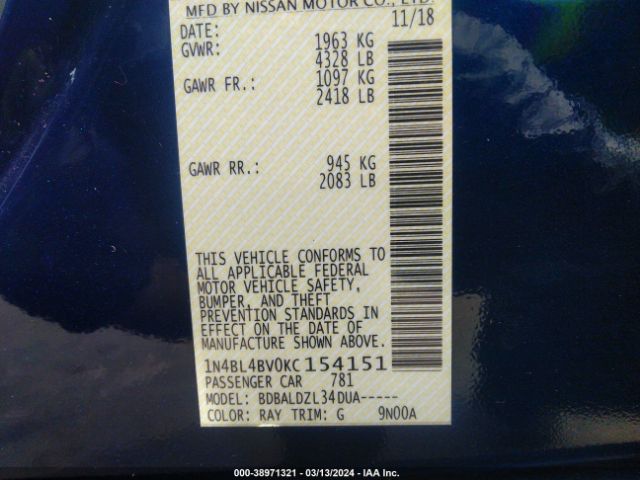 MFD BY NISSAN MOTOR CO., LTD.
DATE: 11/18
GVWR: 1963 KG
4328 LB
GAWR FR.: 1097 KG
2418 LB
GAWR RR.: 945 KG
2083 LB
THIS VEHICLE CONFORMS TO
ALL APPLICABLE FEDERAL
MOTOR VEHICLE SAFETY,
BUMPER, AND THEFT
PREVENTION STANDARDS IN
EFFECT ON THE DATE OF
MANUFACTURE SHOWN ABOVE.
1N4BL4BV0KC154151
PASSENGER CAR 781
MODEL: BDBALDZL34DUA-----
COLOR: RAY TRIM: G 9N00A
000-38971321 - 03/13/2024 - IAA Inc.